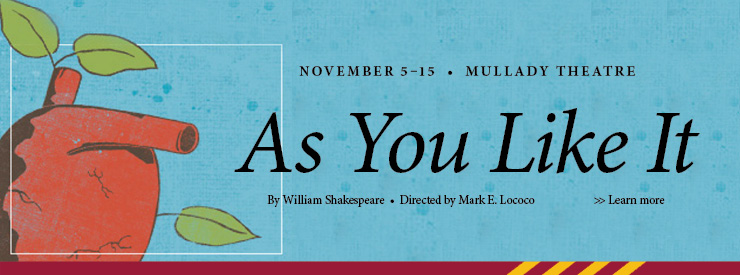 NOVEMBER 5–15 • MULLADY THEATRE
As You Like It
By William Shakespeare • Directed by Mark E. Lococo >> Learn more